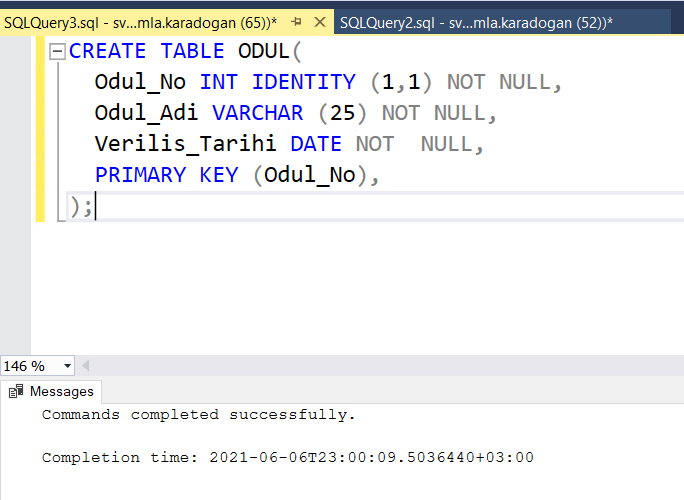 SQLQuery3.sql - sv...mla.karadogan (65))* SQLQuery2.sql - sv...mla.karadogan (52))*
CREATE TABLE ODUL(
Odul_No INT IDENTITY (1,1) NOT NULL,
Odul_Adi VARCHAR (25) NOT NULL,
Verilis_Tarihi DATE NOT  NULL,
PRIMARY KEY (Odul_No),
);
146 %
Messages
Commands completed successfully.
Completion time: 2021-06-06T23:00:09.5036440+03:00